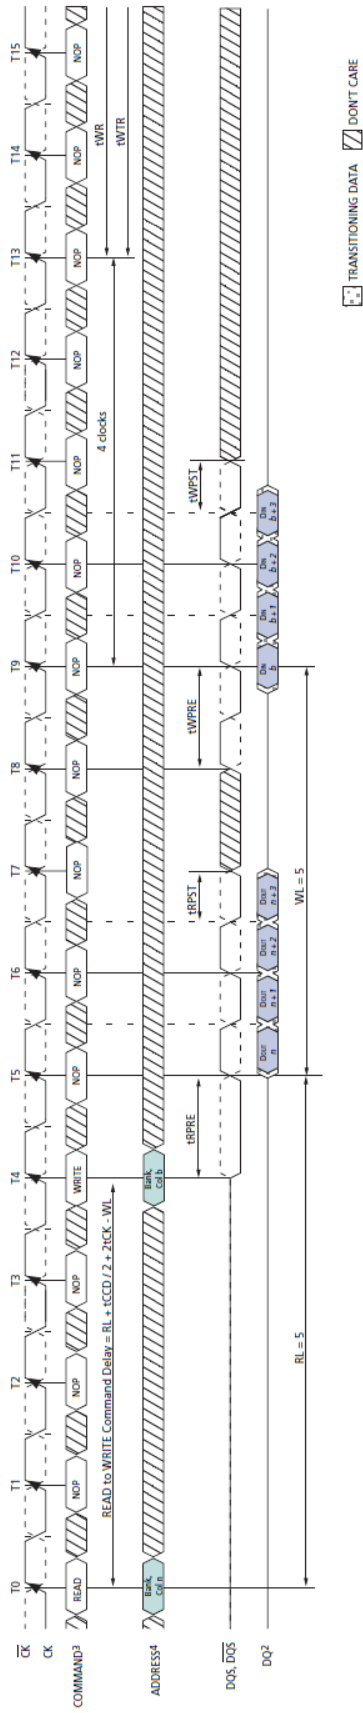 T0 T1 T2 T3 T4 T5 T6 T7 T8 T9 T10 T11 T12 T13 T14 T15
CK
CK
COMMAND3 READ NOP NOP NOP WRITE NOP NOP NOP NOP NOP NOP NOP NOP NOP NOP NOP
READ to WRITE Command Delay = RL + tCCD / 2 + 2tCK - WL
4 clocks
tWR
tWTR
ADDRESS4 Bank, Col n Bank, Col b
tRPRE tRPST tWPRE tWPST
DQS, DQS
DQ2 DOUT n DOUT n + 1 DOUT n + 2 DOUT n + 3 DIN b DIN b + 1 DIN b + 2 DIN b + 3
RL = 5 WL = 5
TRANSITIONING DATA DON'T CARE